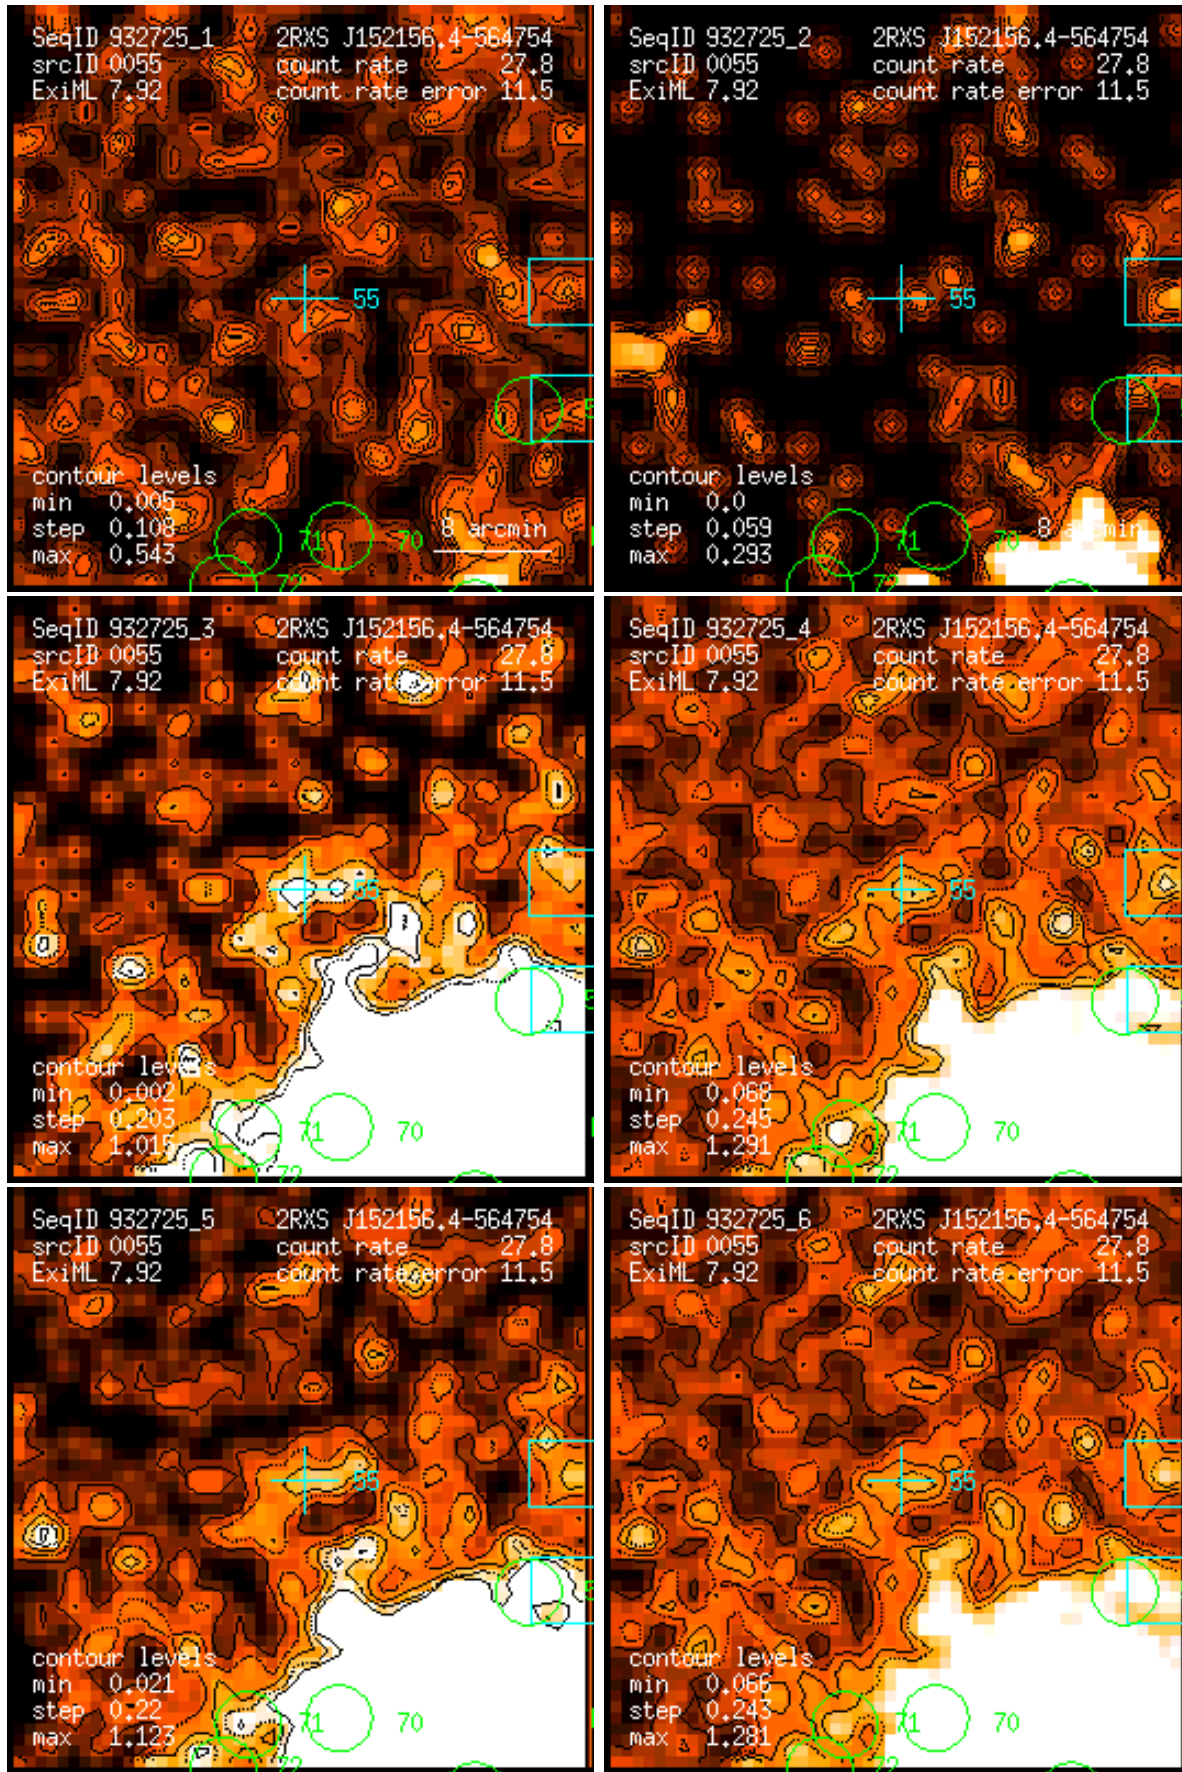 SeqID 932725_1 2RXS J152156.4-564754
srcID 0055 count rate 27.8
ExiML 7.92 count rate error 11.5
55
contour levels
min 0.005
step 0.108
max 0.543
8 arcmin
71 70
72
SeqID 932725_2 2RXS J152156.4-564754
srcID 0055 count rate 27.8
ExiML 7.92 count rate error 11.5
55
contour levels
min 0.0
step 0.059
max 0.293
8 arcmin
71 70
72
SeqID 932725_3 2RXS J152156.4-564754
srcID 0055 count rate 27.8
ExiML 7.92 count rate error 11.5
55
contour levels
min 0.002
step 0.203
max 1.015
71 70
72
SeqID 932725_4 2RXS J152156.4-564754
srcID 0055 count rate 27.8
ExiML 7.92 count rate error 11.5
55
contour levels
min 0.068
step 0.245
max 1.291
71 70
72
SeqID 932725_5 2RXS J152156.4-564754
srcID 0055 count rate 27.8
ExiML 7.92 count rate error 11.5
55
contour levels
min 0.021
step 0.22
max 1.123
71 70
72
SeqID 932725_6 2RXS J152156.4-564754
srcID 0055 count rate 27.8
ExiML 7.92 count rate error 11.5
55
contour levels
min 0.066
step 0.243
max 1.281
71 70
72